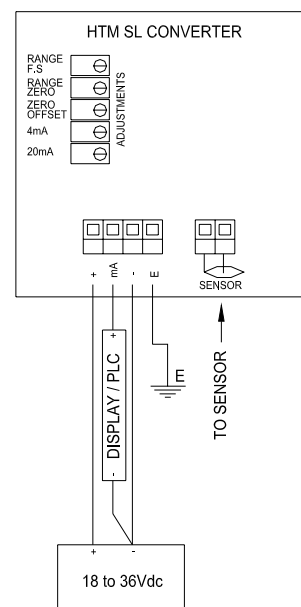 HTM SL CONVERTER
RANGE
F.S
RANGE
ZERO
ZERO
OFFSET
4mA
20mA
ADJUSTMENTS
+ mA - E
SENSOR
TO SENSOR
E
+
DISPLAY / PLC
-
+ -
18 to 36Vdc